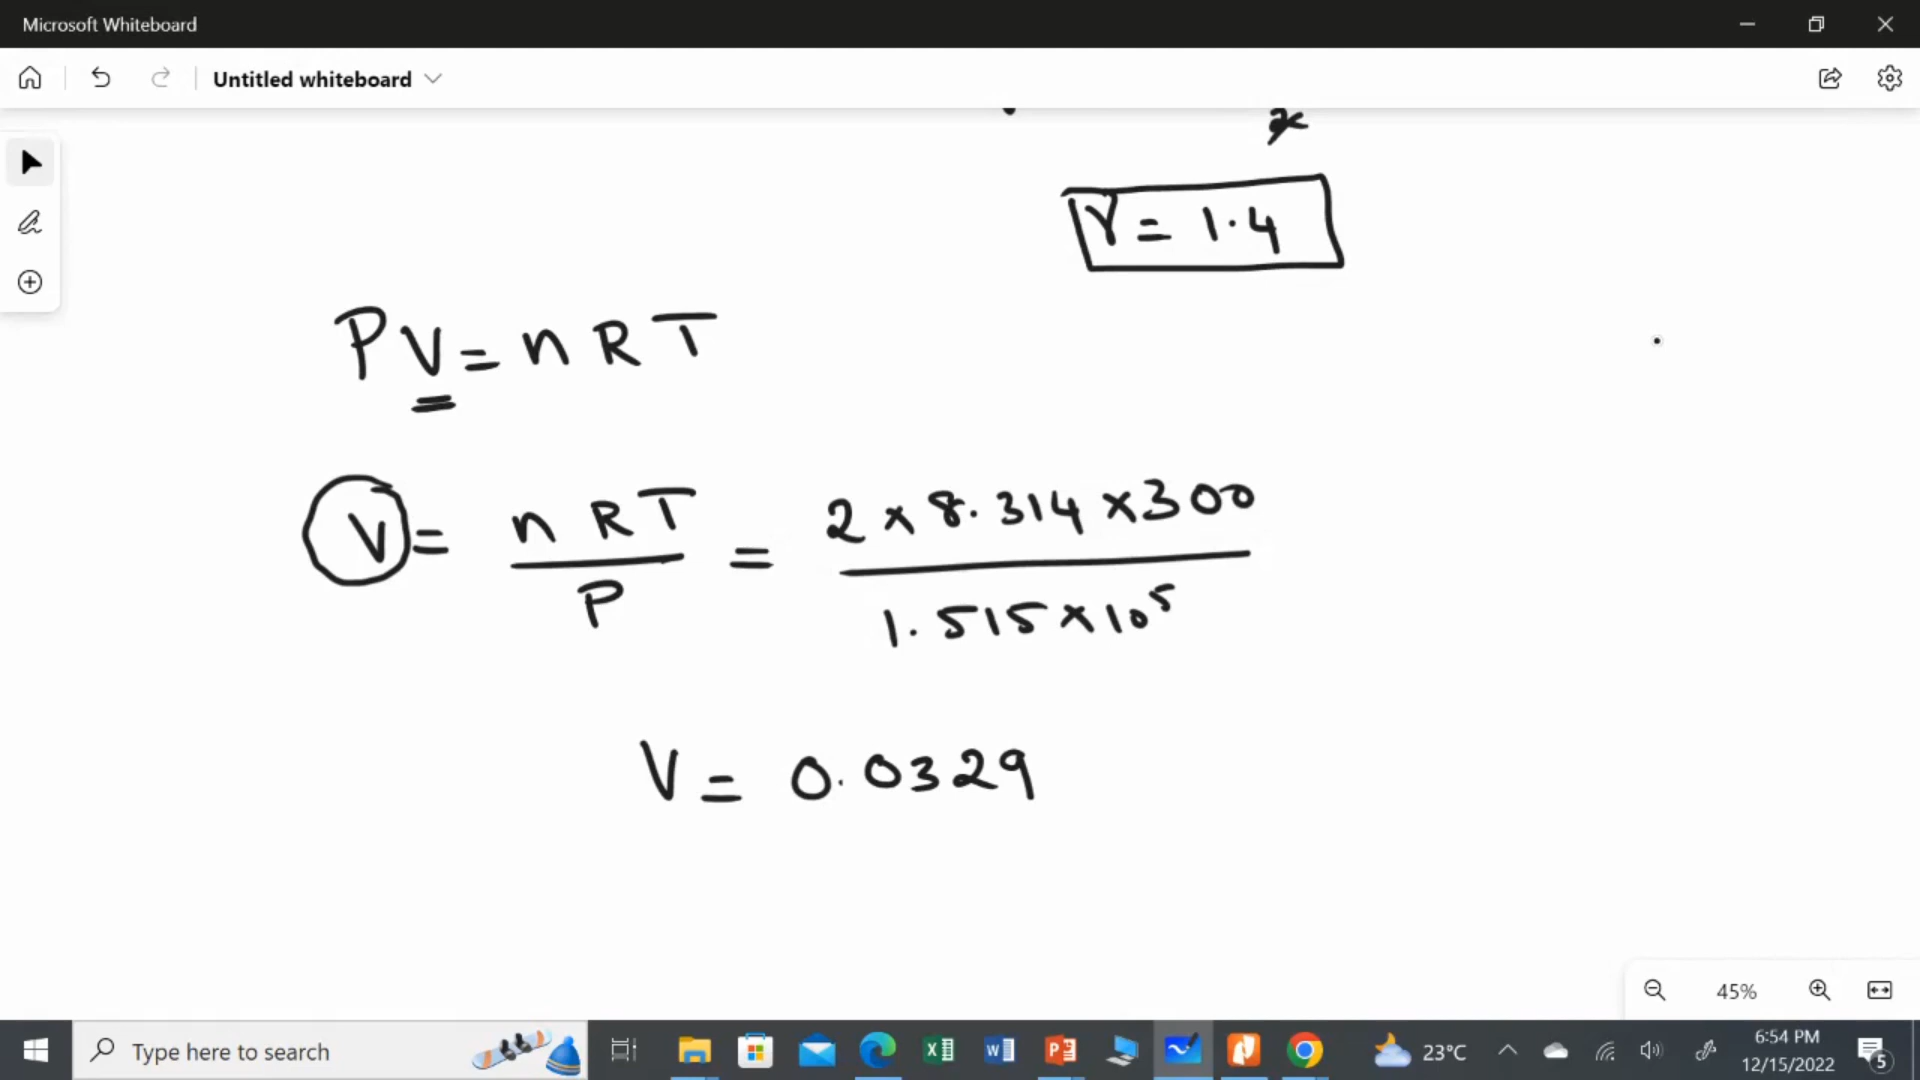 Microsoft Whiteboard
Untitled whiteboard
γ = 1.4
PV = nRT
V = nRT / P = 2 × 8.314 × 300 / 1.515 × 10⁵
V = 0.0329
45%
Type here to search
23°C
6:54 PM
12/15/2022
5